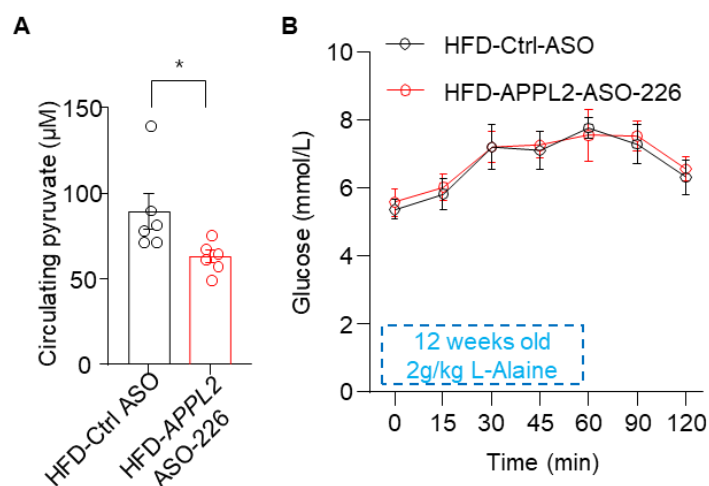 A
*
Circulating pyruvate (µM)
150
100
50
0
HFD-Ctrl ASO
HFD-APPL2
ASO-226
B
HFD-Ctrl-ASO
HFD-APPL2-ASO-226
Glucose (mmol/L)
10
8
6
4
2
0
12 weeks old
2g/kg L-Alaine
0 15 30 45 60 90 120
Time (min)